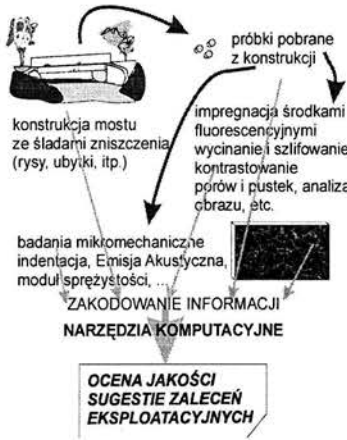 próbki pobrane
z konstrukcji
konstrukcja mostu
ze śladami zniszczenia
(rysy, ubytki, itp.)
impregnacja środkami
fluorescencyjnymi
wycinanie i szlifowanie
kontrastowanie
porów i pustek, analiza
obrazu, etc.
badania mikromechaniczne
indentacja, Emisja Akustyczna,
moduł sprężystości, ...
ZAKODOWANIE INFORMACJI
NARZĘDZIA KOMPUTACYJNE
OCENA JAKOŚCI
SUGESTIE ZALECEŃ
EKSPLOATACYJNYCH